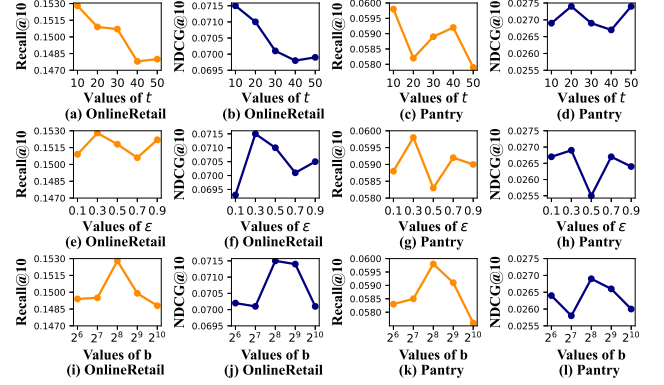 0.1530 0.0715 0.0600 0.0275
0.1515 0.0710 0.0270
0.1500 0.0705 0.0590 0.0265
0.1485 0.0700 0.0580 0.0260
0.1470 0.0695 0.0255
Recall@10 NDCG@10 Recall@10 NDCG@10
10 20 30 40 50 10 20 30 40 50 10 20 30 40 50 10 20 30 40 50
Values of t Values of t Values of t Values of t
(a) OnlineRetail (b) OnlineRetail (c) Pantry (d) Pantry
0.1530 0.0715 0.0600 0.0275
0.1515 0.0710 0.0270
0.1500 0.0705 0.0590 0.0265
0.1485 0.0700 0.0580 0.0260
0.1470 0.0695 0.0255
Recall@10 NDCG@10 Recall@10 NDCG@10
0.1 0.3 0.5 0.7 0.9 0.1 0.3 0.5 0.7 0.9 0.1 0.3 0.5 0.7 0.9 0.1 0.3 0.5 0.7 0.9
Values of ε Values of ε Values of ε Values of ε
(e) OnlineRetail (f) OnlineRetail (g) Pantry (h) Pantry
0.1530 0.0715 0.0600 0.0275
0.1515 0.0710 0.0270
0.1500 0.0705 0.0590 0.0265
0.1485 0.0700 0.0580 0.0260
0.1470 0.0695 0.0255
Recall@10 NDCG@10 Recall@10 NDCG@10
2⁶ 2⁷ 2⁸ 2⁹ 2¹⁰ 2⁶ 2⁷ 2⁸ 2⁹ 2¹⁰ 2⁶ 2⁷ 2⁸ 2⁹ 2¹⁰ 2⁶ 2⁷ 2⁸ 2⁹ 2¹⁰
Values of b Values of b Values of b Values of b
(i) OnlineRetail (j) OnlineRetail (k) Pantry (l) Pantry